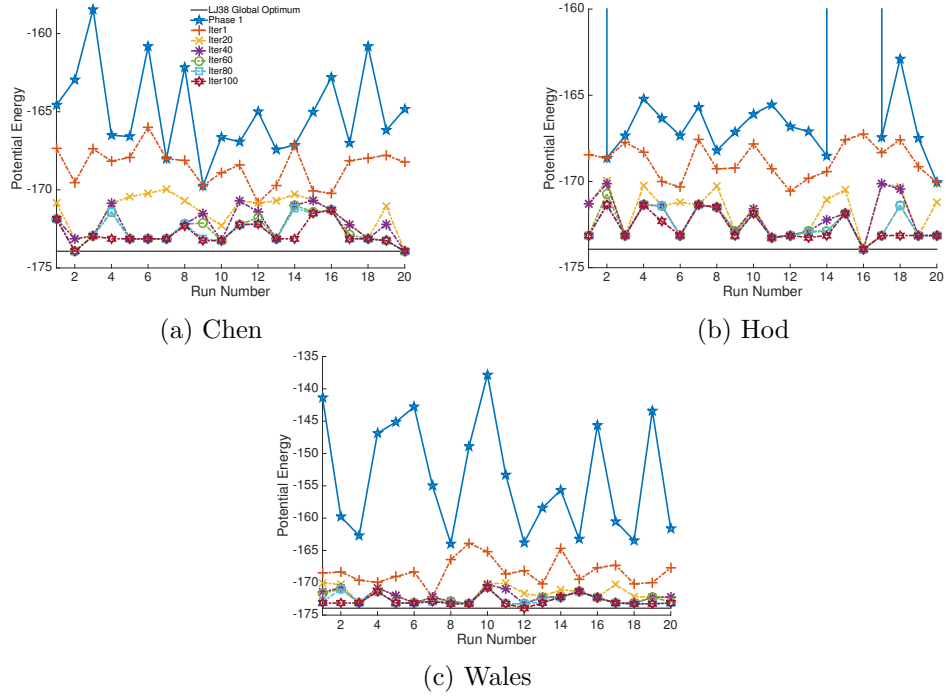 LJ38 Global Optimum
Phase 1
Iter1
Iter20
Iter40
Iter60
Iter80
Iter100
Potential Energy
-160
-165
-170
-175
2 4 6 8 10 12 14 16 18 20
Run Number
(a) Chen
Potential Energy
-160
-165
-170
-175
2 4 6 8 10 12 14 16 18 20
Run Number
(b) Hod
Potential Energy
-135
-140
-145
-150
-155
-160
-165
-170
-175
2 4 6 8 10 12 14 16 18 20
Run Number
(c) Wales